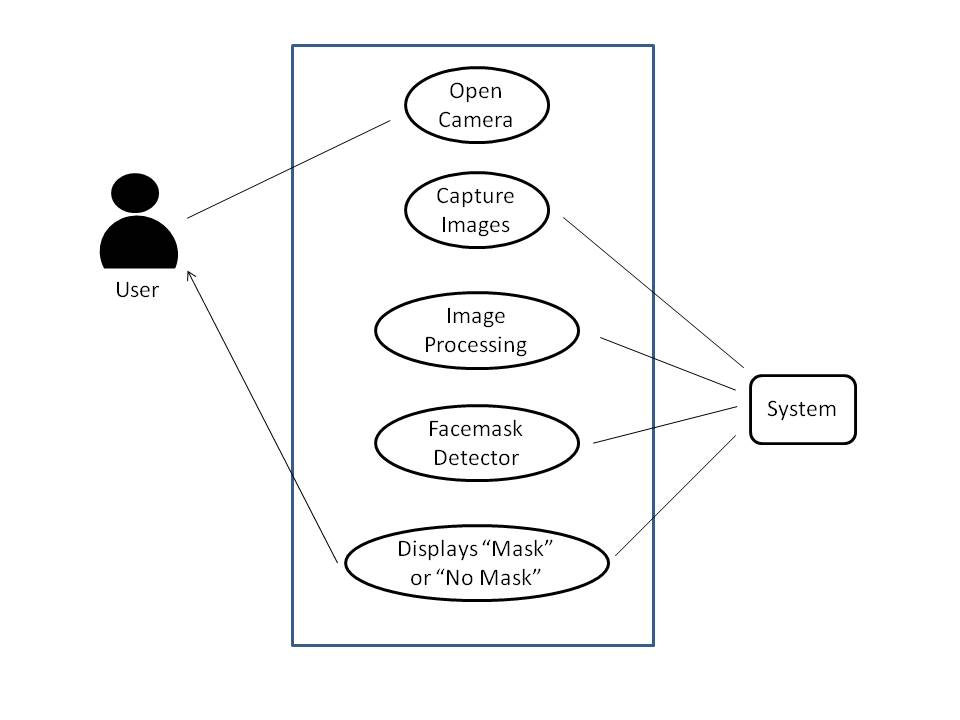 Open
Camera
Capture
Images
User
Image
Processing
System
Facemask
Detector
Displays “Mask”
or “No Mask”